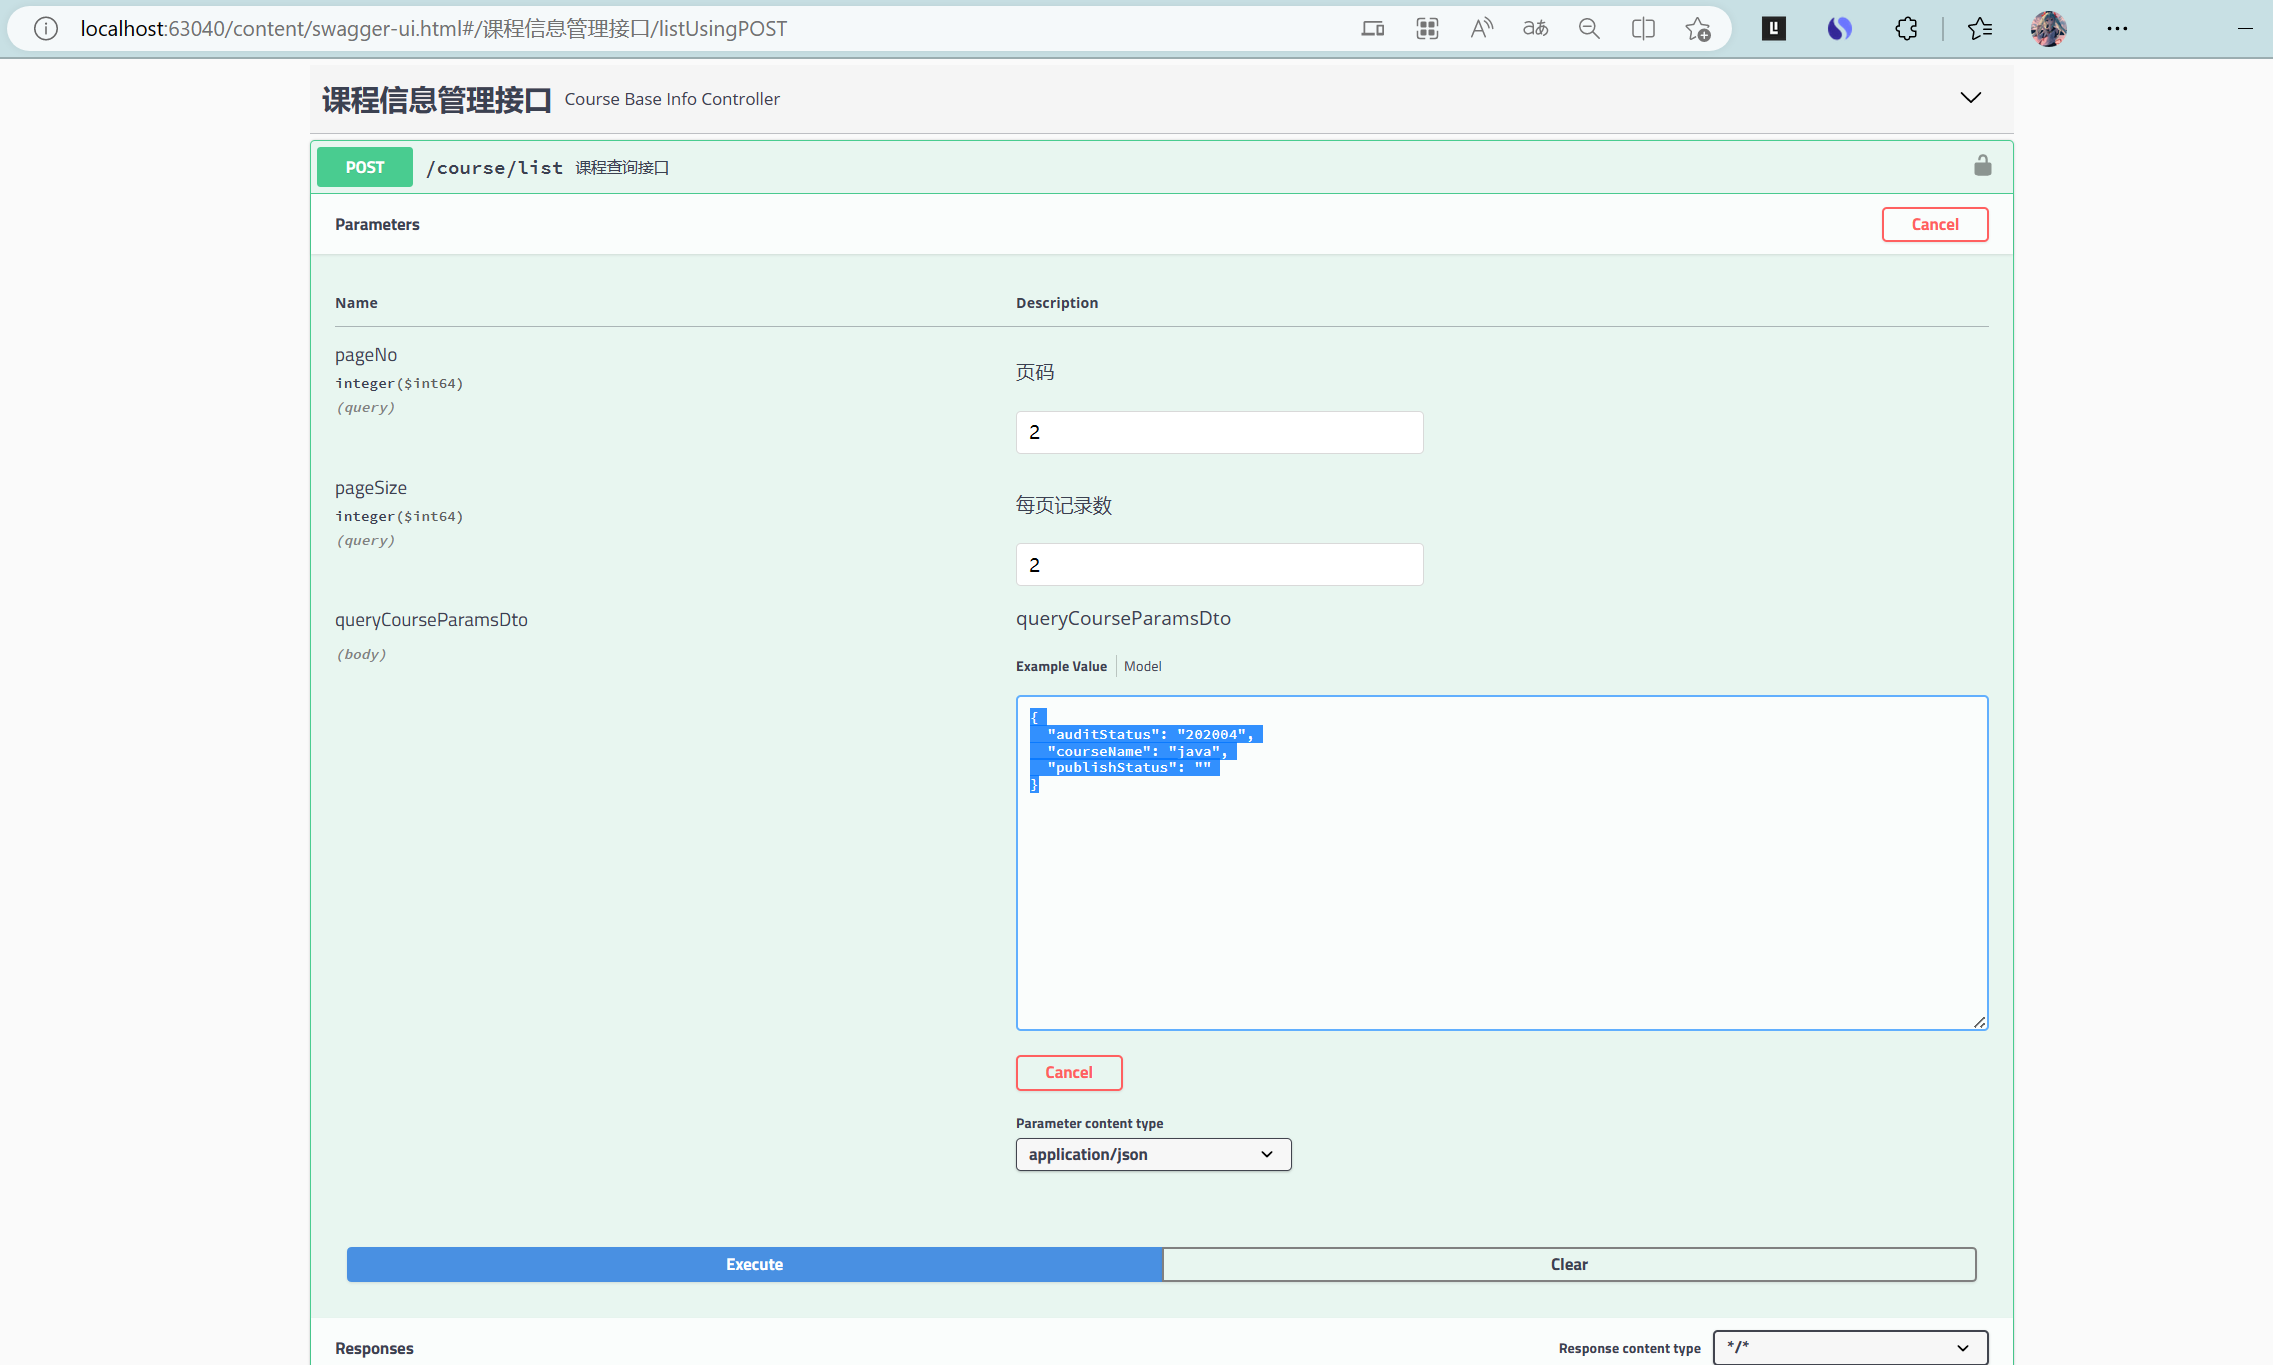 localhost:63040/content/swagger-ui.html#/课程信息管理接口/listUsingPOST
课程信息管理接口 Course Base Info Controller
POST /course/list 课程查询接口
Parameters Cancel
Name Description
pageNo
integer($int64)
(query)
页码
2
pageSize
integer($int64)
(query)
每页记录数
2
queryCourseParamsDto
(body)
queryCourseParamsDto
Example Value Model
{
"auditStatus": "202004",
"courseName": "java",
"publishStatus": ""
}
Cancel
Parameter content type
application/json
Execute Clear
Responses Response content type */*